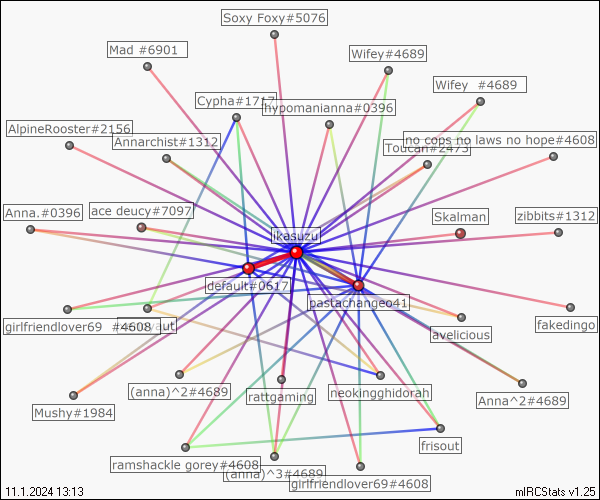 Soxy Foxy#5076
Mad #6901
Wifey#4689
Wifey #4689
Cypha#1717
hypomanianna#0396
AlpineRooster#2156
Annarchist#1312
no cops no laws no hope#4608
Toucan#2473
Anna.#0396
ace deucy#7097
Skalman
zibbits#1312
ikasuzu
default#0617
pastachangeo41
girlfriendlover69 #4608
avelicious
fakedingo
(anna)^2#4689
rattgaming
neokingghidorah
Anna^2#4689
Mushy#1984
frisout
ramshackle gorey#4608
(anna)^3#4689
girlfriendlover69#4608
11.1.2024 13:13
mIRCStats v1.25